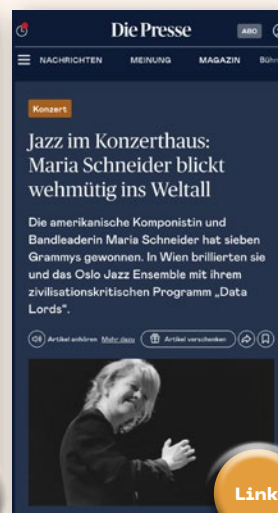 Die Presse
ABO
NACHRICHTEN MEINUNG MAGAZIN Bühn
Konzert
Jazz im Konzerthaus:
Maria Schneider blickt
wehmütig ins Weltall
Die amerikanische Komponistin und
Bandleaderin Maria Schneider hat sieben
Grammys gewonnen. In Wien brillierten sie
und das Oslo Jazz Ensemble mit ihrem
zivilisationskritischen Programm „Data
Lords“.
Artikel anhören Mehr dazu Artikel verschenken
Link